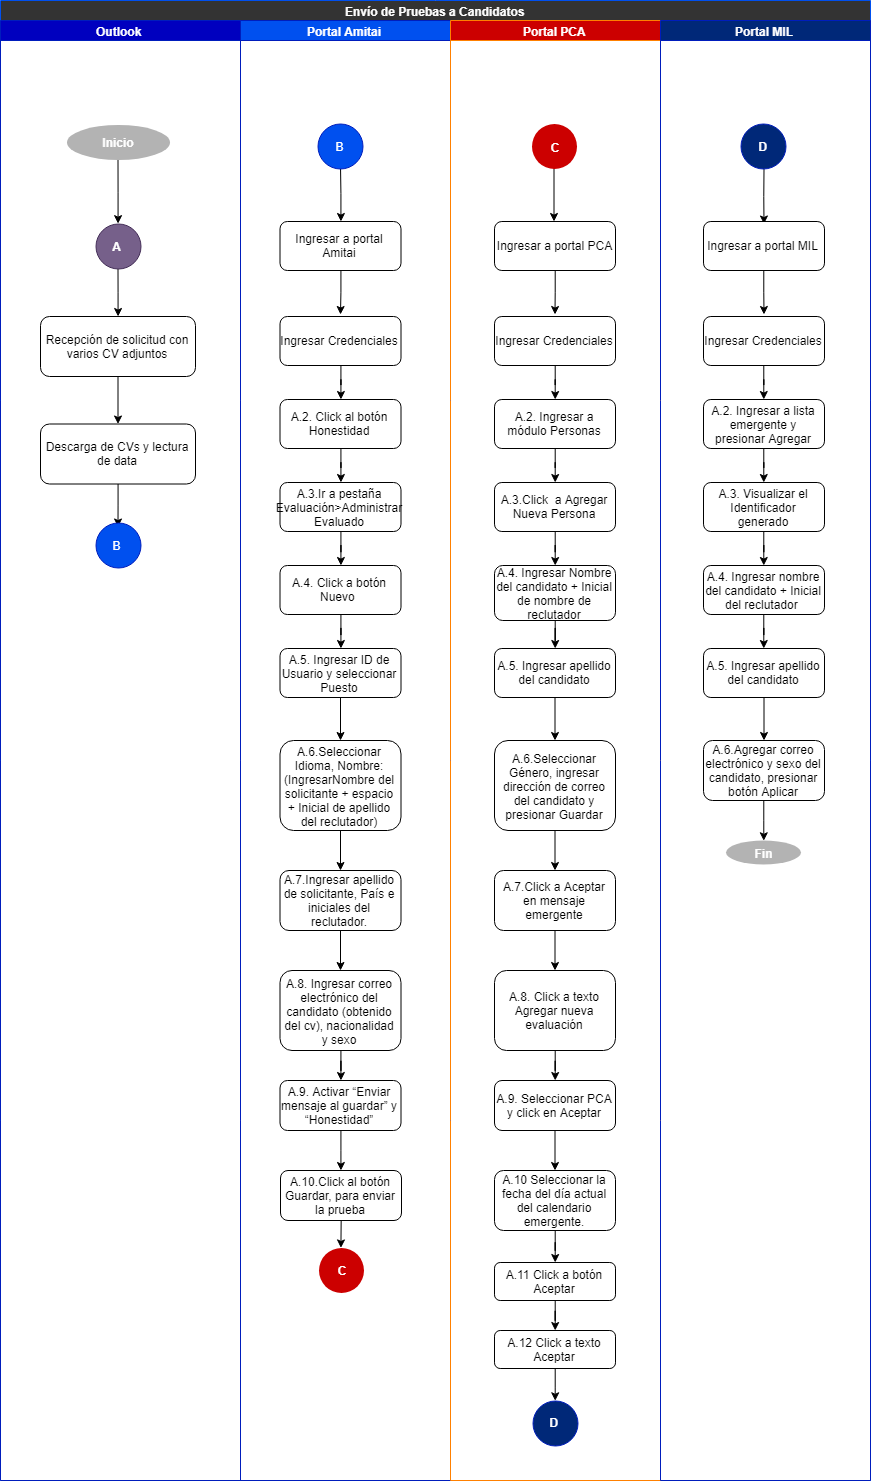 Envío de Pruebas a Candidatos
Outlook
Portal Amitai
Portal PCA
Portal MIL
Inicio
A
Recepción de solicitud con
varios CV adjuntos
Descarga de CVs y lectura
de data
B
B
Ingresar a portal
Amitai
Ingresar Credenciales
A.2. Click al botón
Honestidad
A.3.Ir a pestaña
Evaluación>Administrar
Evaluado
A.4. Click a botón
Nuevo
A.5. Ingresar ID de
Usuario y seleccionar
Puesto
A.6.Seleccionar
Idioma, Nombre:
(IngresarNombre del
solicitante + espacio
+ Inicial de apellido
del reclutador)
A.7.Ingresar apellido
de solicitante, País e
iniciales del
reclutador.
A.8. Ingresar correo
electrónico del
candidato (obtenido
del cv), nacionalidad
y sexo
A.9. Activar “Enviar
mensaje al guardar” y
“Honestidad”
A.10.Click al botón
Guardar, para enviar
la prueba
C
C
Ingresar a portal PCA
Ingresar Credenciales
A.2. Ingresar a
módulo Personas
A.3.Click  a Agregar
Nueva Persona
A.4. Ingresar Nombre
del candidato + Inicial
de nombre de
reclutador
A.5. Ingresar apellido
del candidato
A.6.Seleccionar
Género, ingresar
dirección de correo
del candidato y
presionar Guardar
A.7.Click a Aceptar
en mensaje
emergente
A.8. Click a texto
Agregar nueva
evaluación
A.9. Seleccionar PCA
y click en Aceptar
A.10 Seleccionar la
fecha del día actual
del calendario
emergente.
A.11 Click a botón
Aceptar
A.12 Click a texto
Aceptar
D
D
Ingresar a portal MIL
Ingresar Credenciales
A.2. Ingresar a lista
emergente y
presionar Agregar
A.3. Visualizar el
Identificador
generado
A.4. Ingresar nombre
del candidato + Inicial
del reclutador
A.5. Ingresar apellido
del candidato
A.6.Agregar correo
electrónico y sexo del
candidato, presionar
botón Aplicar
Fin